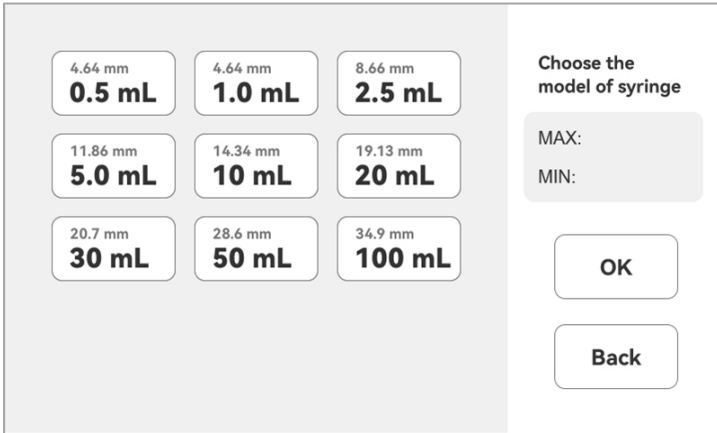 4.64 mm
0.5 mL
4.64 mm
1.0 mL
8.66 mm
2.5 mL
11.86 mm
5.0 mL
14.34 mm
10 mL
19.13 mm
20 mL
20.7 mm
30 mL
28.6 mm
50 mL
34.9 mm
100 mL
Choose the
model of syringe
MAX:
MIN:
OK
Back